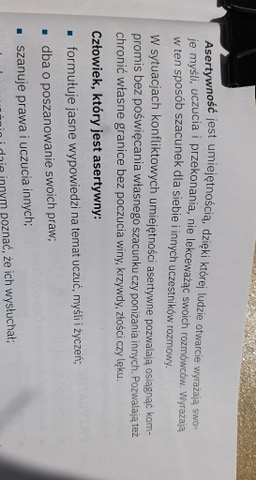 Asertywność jest umiejętnością, dzięki której ludzie otwarcie wyrażają swo-
je myśli, uczucia i przekonania, nie lekceważąc swoich rozmówców. Wyrażają
w ten sposób szacunek dla siebie i innych uczestników rozmowy.
W sytuacjach konfliktowych umiejętności asertywne pozwalają osiągnąć kom-
promis bez poświęcania własnego szacunku czy poniżania innych. Pozwalają też
chronić własne granice bez poczucia winy, krzywdy, złości czy lęku.
Człowiek, który jest asertywny:
▪ formułuje jasne wypowiedzi na temat uczuć, myśli i życzeń;
▪ dba o poszanowanie swoich praw;
▪ szanuje prawa i uczucia innych;
i daje innym poznać, że ich wysłuchał;